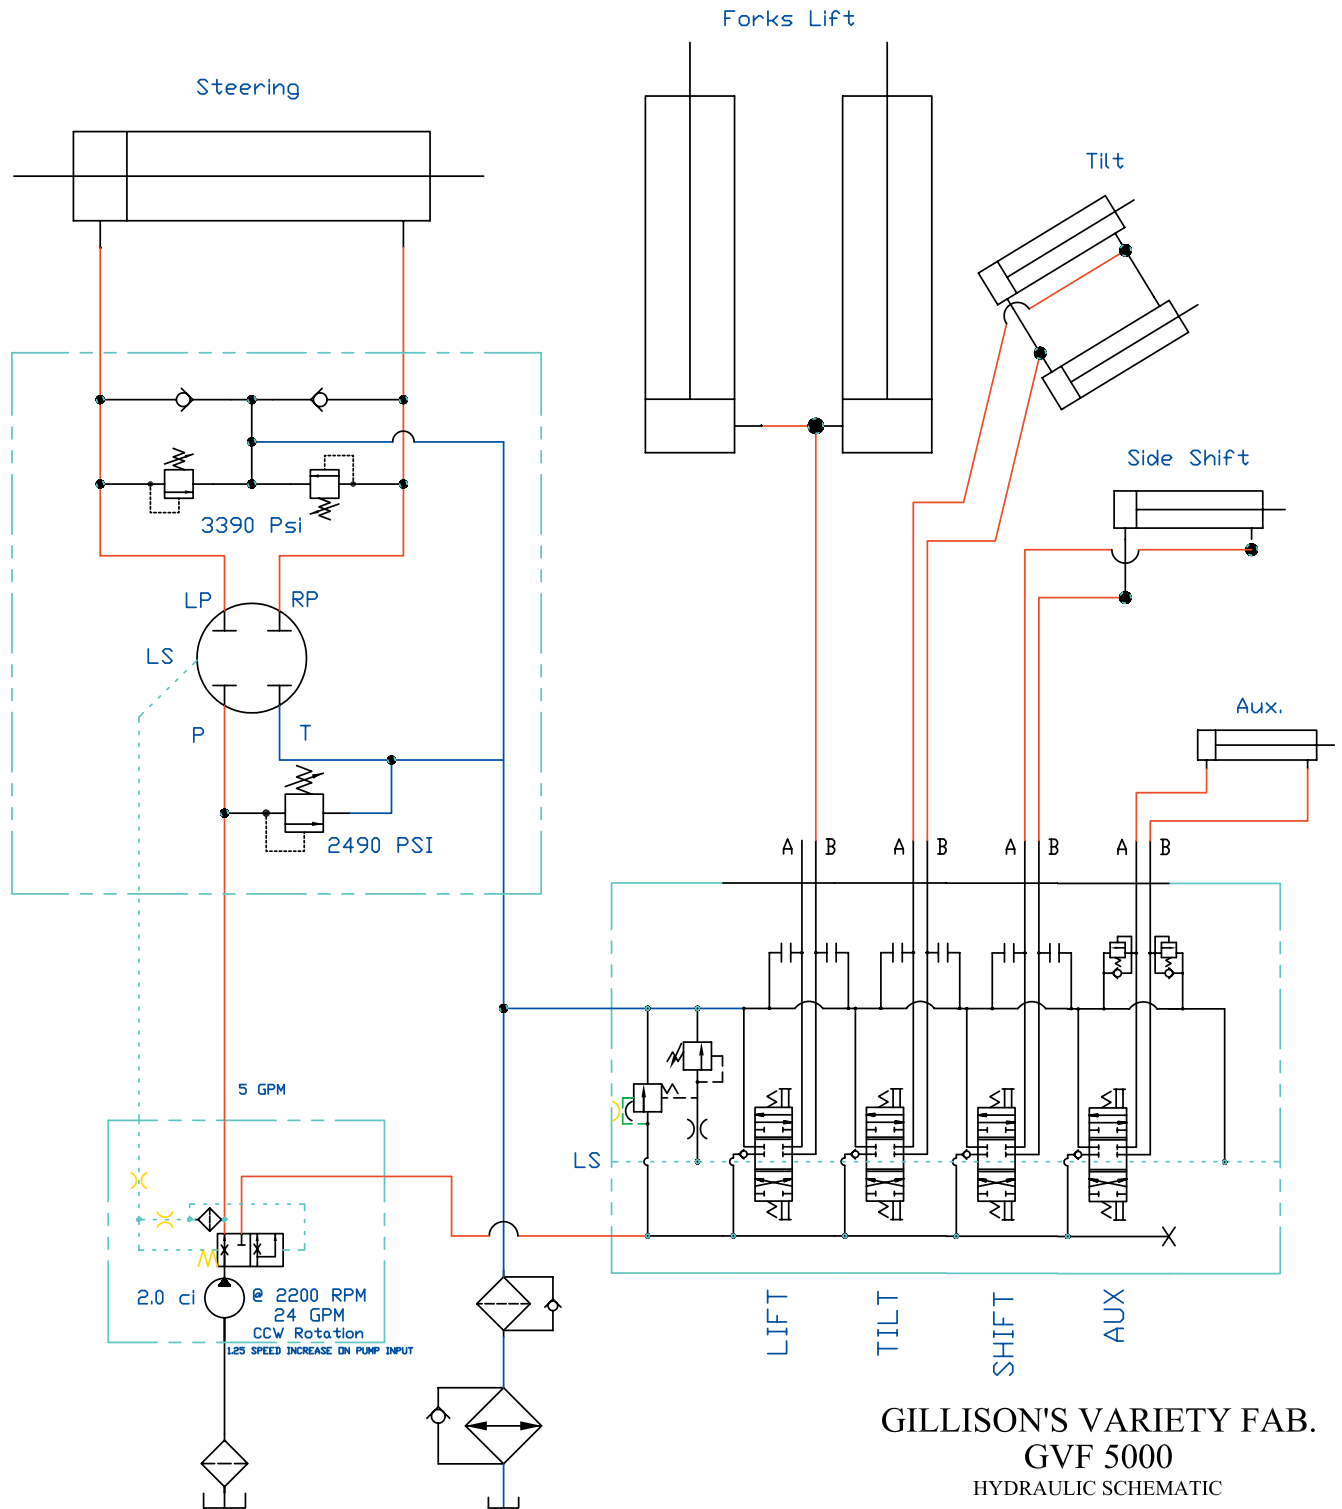 Forks Lift
Steering
Tilt
Side Shift
3390 Psi
LP
RP
LS
P
T
Aux.
2490 PSI
A
B
A
B
A
B
A
B
5 GPM
LS
2.0 ci
@ 2200 RPM
24 GPM
CCW Rotation
1.25 SPEED INCREASE ON PUMP INPUT
LIFT
TILT
SHIFT
AUX
GILLISON'S VARIETY FAB.
GVF 5000
HYDRAULIC SCHEMATIC